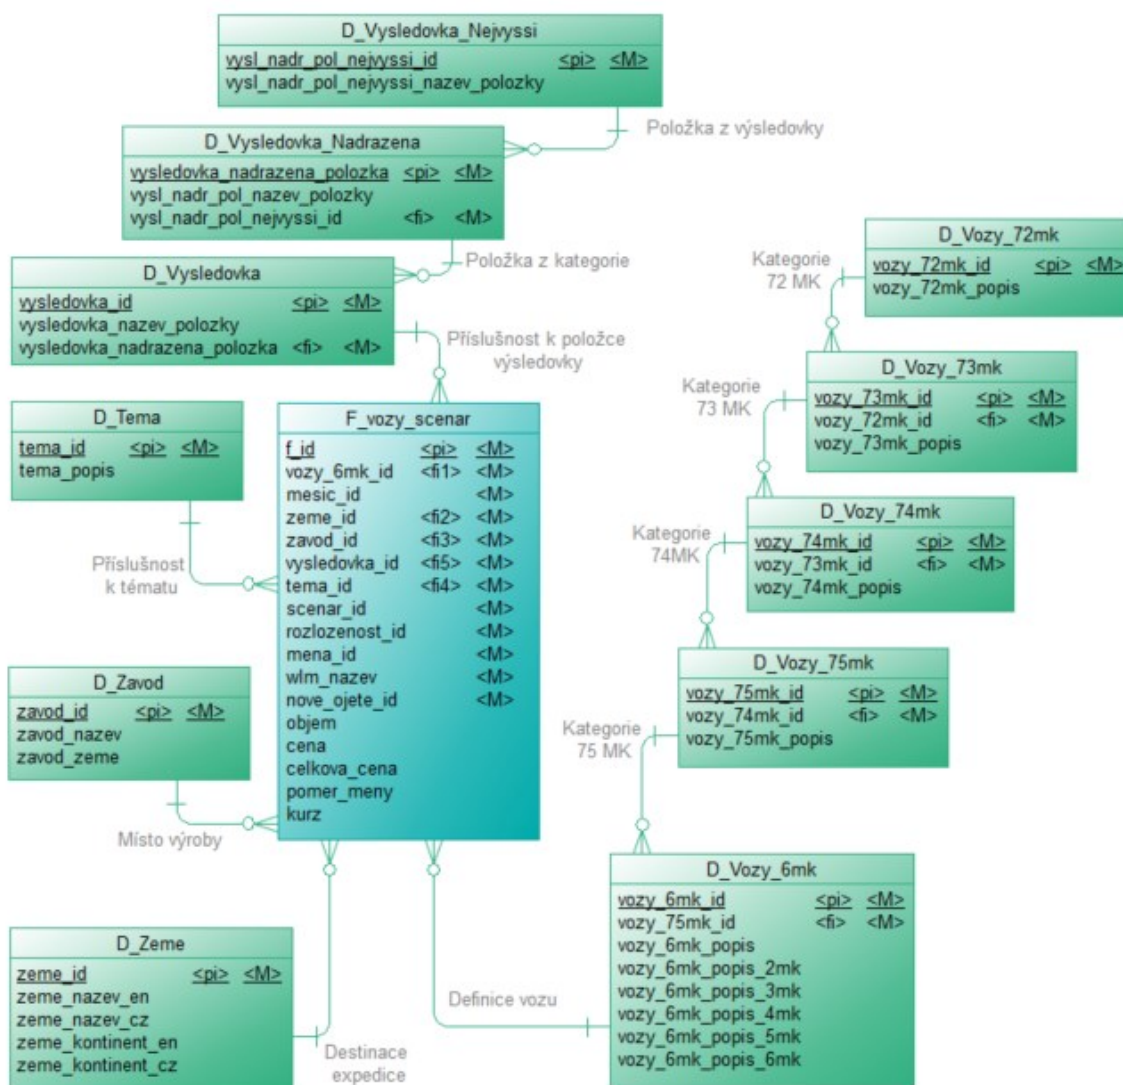 D_Vysledovka_Nejvyssi
vysl_nadr_pol_nejvyssi_id <pi> <M>
vysl_nadr_pol_nejvyssi_nazev_polozky
Položka z výsledovky
D_Vysledovka_Nadrazena
vysledovka_nadrazena_polozka <pi> <M>
vysl_nadr_pol_nazev_polozky
vysl_nadr_pol_nejvyssi_id <fi> <M>
Položka z kategorie
D_Vysledovka
vysledovka_id <pi> <M>
vysledovka_nazev_polozky
vysledovka_nadrazena_polozka <fi> <M>
Příslušnost k položce
výsledovky
D_Tema
tema_id <pi> <M>
tema_popis
Příslušnost
k tématu
F_vozy_scenar
f_id <pi> <M>
vozy_6mk_id <fi1> <M>
mesic_id <M>
zeme_id <fi2> <M>
zavod_id <fi3> <M>
vysledovka_id <fi5> <M>
tema_id <fi4> <M>
scenar_id <M>
rozlozenost_id <M>
mena_id <M>
wlm_nazev <M>
nove_ojete_id <M>
objem
cena
celkova_cena
pomer_meny
kurz
D_Zavod
zavod_id <pi> <M>
zavod_nazev
zavod_zeme
Místo výroby
D_Zeme
zeme_id <pi> <M>
zeme_nazev_en
zeme_nazev_cz
zeme_kontinent_en
zeme_kontinent_cz
Destinace
expedice
Definice vozu
D_Vozy_72mk
vozy_72mk_id <pi> <M>
vozy_72mk_popis
Kategorie
72 MK
D_Vozy_73mk
vozy_73mk_id <pi> <M>
vozy_72mk_id <fi> <M>
vozy_73mk_popis
Kategorie
73 MK
D_Vozy_74mk
vozy_74mk_id <pi> <M>
vozy_73mk_id <fi> <M>
vozy_74mk_popis
Kategorie
74MK
D_Vozy_75mk
vozy_75mk_id <pi> <M>
vozy_74mk_id <fi> <M>
vozy_75mk_popis
Kategorie
75 MK
D_Vozy_6mk
vozy_6mk_id <pi> <M>
vozy_75mk_id <fi> <M>
vozy_6mk_popis
vozy_6mk_popis_2mk
vozy_6mk_popis_3mk
vozy_6mk_popis_4mk
vozy_6mk_popis_5mk
vozy_6mk_popis_6mk